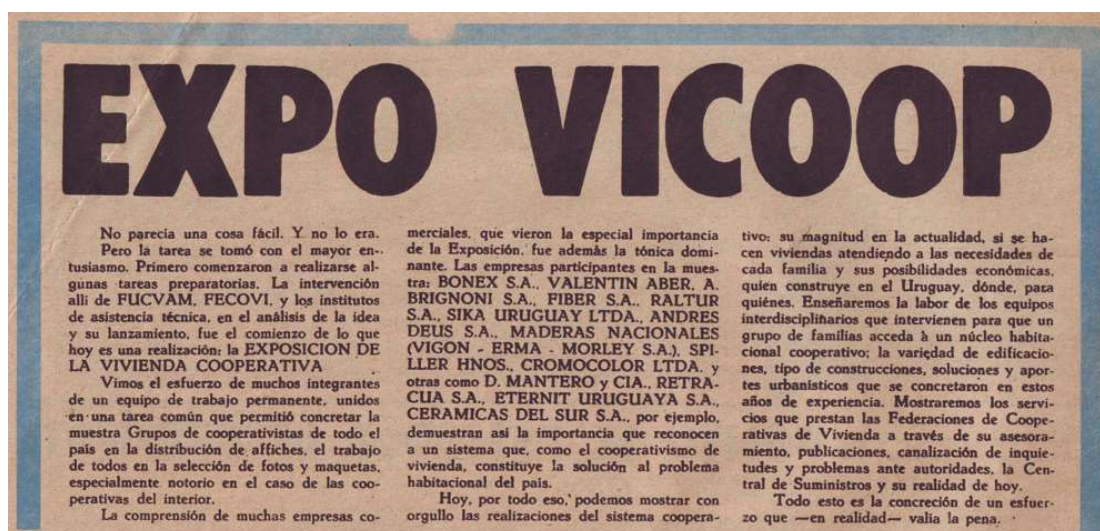 EXPO VICOOP
No parecia una cosa fácil. Y no lo era.
Pero la tarea se tomó con el mayor en-
tusiasmo. Primero comenzaron a realizarse al-
gunas tareas preparatorias. La intervención
alli de FUCVAM, FECOVI, y los institutos
de asistencia técnica, en el análisis de la idea
y su lanzamiento, fue el comienzo de lo que
hoy es una realización: la EXPOSICION DE
LA VIVIENDA COOPERATIVA
Vimos el esfuerzo de muchos integrantes
de un equipo de trabajo permanente, unidos
en una tarea común que permitió concretar la
muestra Grupos de cooperativistas de todo el
país en la distribución de affiches, el trabajo
de todos en la selección de fotos y maquetas,
especialmente notorio en el caso de las coo-
perativas del interior.
La comprensión de muchas empresas co-
merciales, que vieron la especial importancia
de la Exposición, fue además la tónica domi-
nante. Las empresas participantes en la mues-
tra: BONEX S.A., VALENTIN ABER, A.
BRIGNONI S.A., FIBER S.A., RALTUR
S.A., SIKA URUGUAY LTDA., ANDRES
DEUS S.A., MADERAS NACIONALES
(VIGON - ERMA - MORLEY S.A.), SPI-
LLER HNOS., CROMOCOLOR LTDA. y
otras como D. MANTERO y CIA., RETRA-
CUA S.A., ETERNIT URUGUAYA S.A.,
CERAMICAS DEL SUR S.A., por ejemplo,
demuestran asi la importancia que reconocen
a un sistema que, como el cooperativismo de
vivienda, constituye la solución al problema
habitacional del país.
Hoy, por todo eso, podemos mostrar con
orgullo las realizaciones del sistema coopera-
tivo: su magnitud en la actualidad, si se ha-
cen viviendas atendiendo a las necesidades de
cada familia y sus posibilidades económicas,
quien construye en el Uruguay, dónde, para
quiénes. Enseñaremos la labor de los equipos
interdisciplinarios que intervienen para que un
grupo de familias acceda à un núcleo habita-
cional cooperativo; la variedad de edificacio-
nes, tipo de construcciones, soluciones y apor-
tes urbanísticos que se concretaron en estos
años de experiencia. Mostraremos los servi-
cios que prestan las Federaciones de Coope-
rativas de Vivienda a través de su asesora-
miento, publicaciones, canalización de inquie-
tudes y problemas ante autoridades, la Cen-
tral de Suministros y su realidad de hoy.
Todo esto es la concreción de un esfuer-
zo que —en realidad— valía la pena.